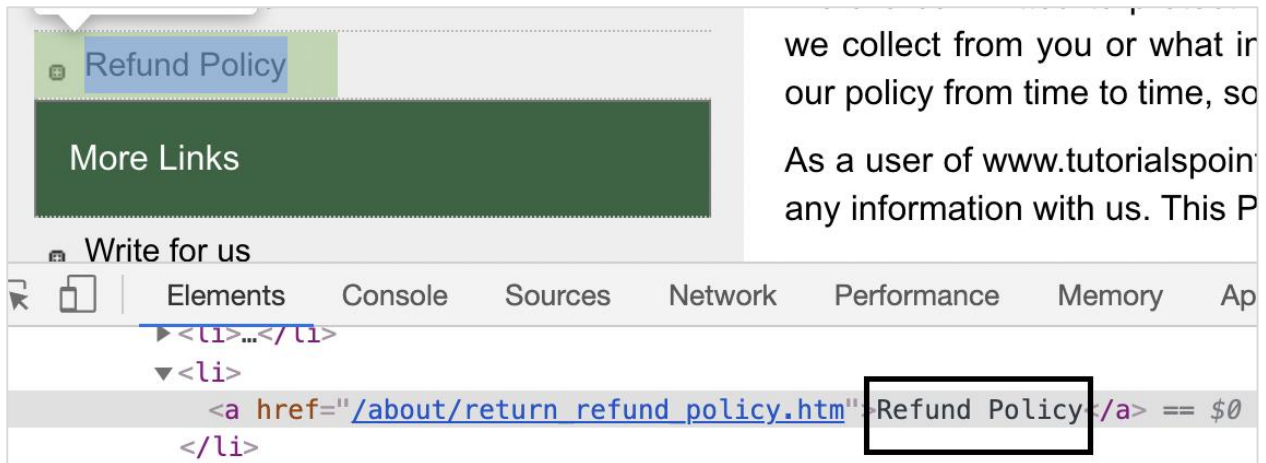 Refund Policy
More Links
Write for us
we collect from you or what in
our policy from time to time, so
As a user of www.tutorialspoin
any information with us. This P
Elements Console Sources Network Performance Memory Ap
▶<li>…</li>
▼<li>
<a href="/about/return_refund_policy.htm">Refund Policy</a> == $0
</li>